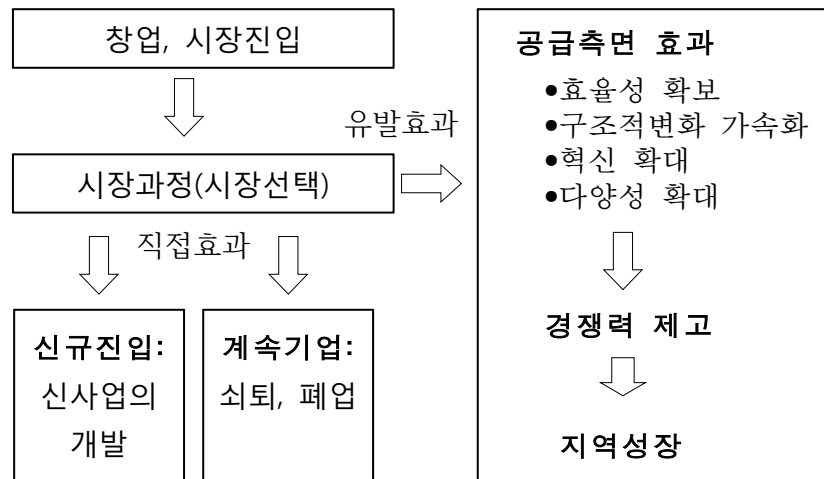 창업, 시장진입
유발효과
시장과정(시장선택)
직접효과
신규진입:
신사업의
개발
계속기업:
쇠퇴, 폐업
공급측면 효과
●효율성 확보
●구조적변화 가속화
●혁신 확대
●다양성 확대
경쟁력 제고
지역성장